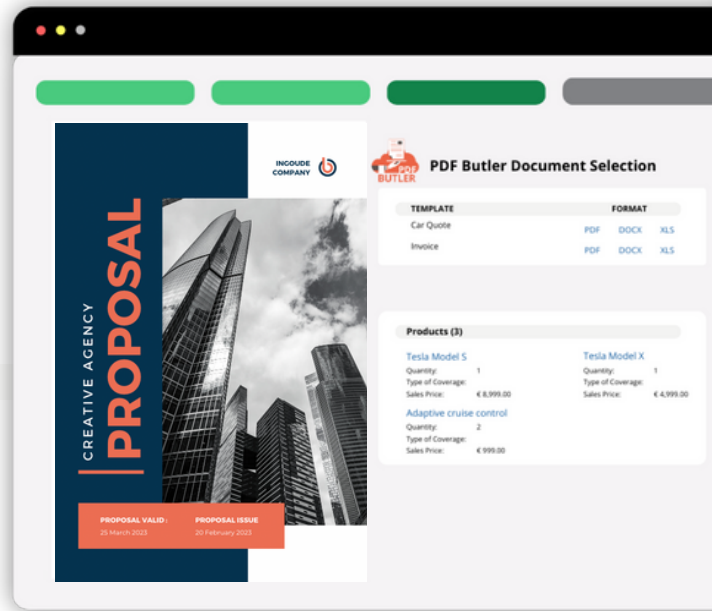 INGOUDE
COMPANY
CREATIVE AGENCY
PROPOSAL
PROPOSAL VALID :
25 March 2023
PROPOSAL ISSUE
20 February 2023
PDF
BUTLER
PDF Butler Document Selection
TEMPLATE FORMAT
Car Quote PDF DOCX XLS
Invoice PDF DOCX XLS
Products (3)
Tesla Model S
Quantity: 1
Type of Coverage:
Sales Price: € 8,999.00
Tesla Model X
Quantity: 1
Type of Coverage:
Sales Price: € 4,999.00
Adaptive cruise control
Quantity: 2
Type of Coverage:
Sales Price: € 999.00